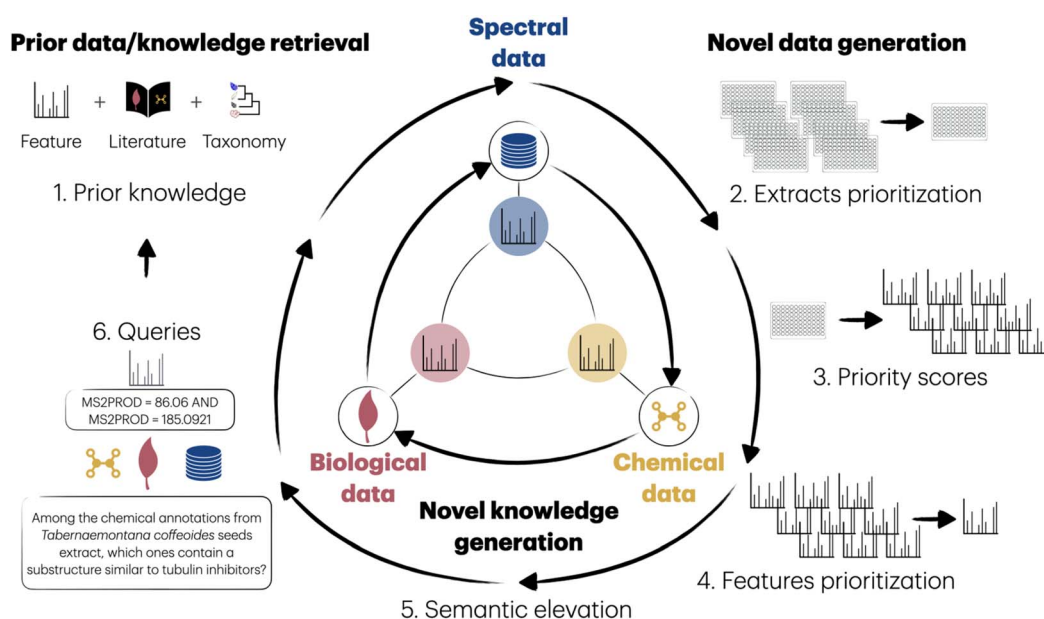 Prior data/knowledge retrieval
Feature
+
Literature
+
Taxonomy
1. Prior knowledge
6. Queries
MS2PROD = 86.06 AND
MS2PROD = 185.0921
Among the chemical annotations from
Tabernaemontana coffeoides seeds
extract, which ones contain a
substructure similar to tubulin inhibitors?
Spectral
data
Biological
data
Chemical
data
Novel knowledge
generation
5. Semantic elevation
Novel data generation
2. Extracts prioritization
3. Priority scores
4. Features prioritization